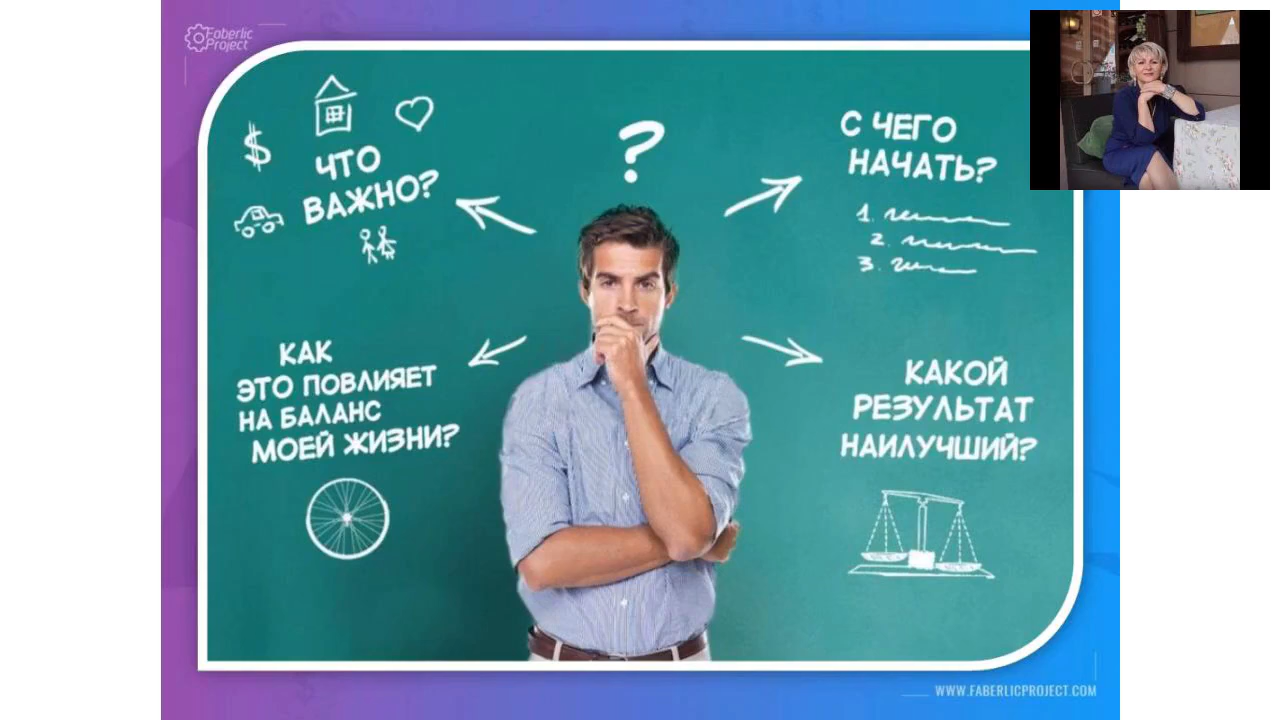 Faberlic
Project
$
?
ЧТО
ВАЖНО?
С ЧЕГО
НАЧАТЬ?
1.
2.
3.
КАК
ЭТО ПОВЛИЯЕТ
НА БАЛАНС
МОЕЙ ЖИЗНИ?
КАКОЙ
РЕЗУЛЬТАТ
НАИЛУЧШИЙ?
WWW.FABERLICPROJECT.COM